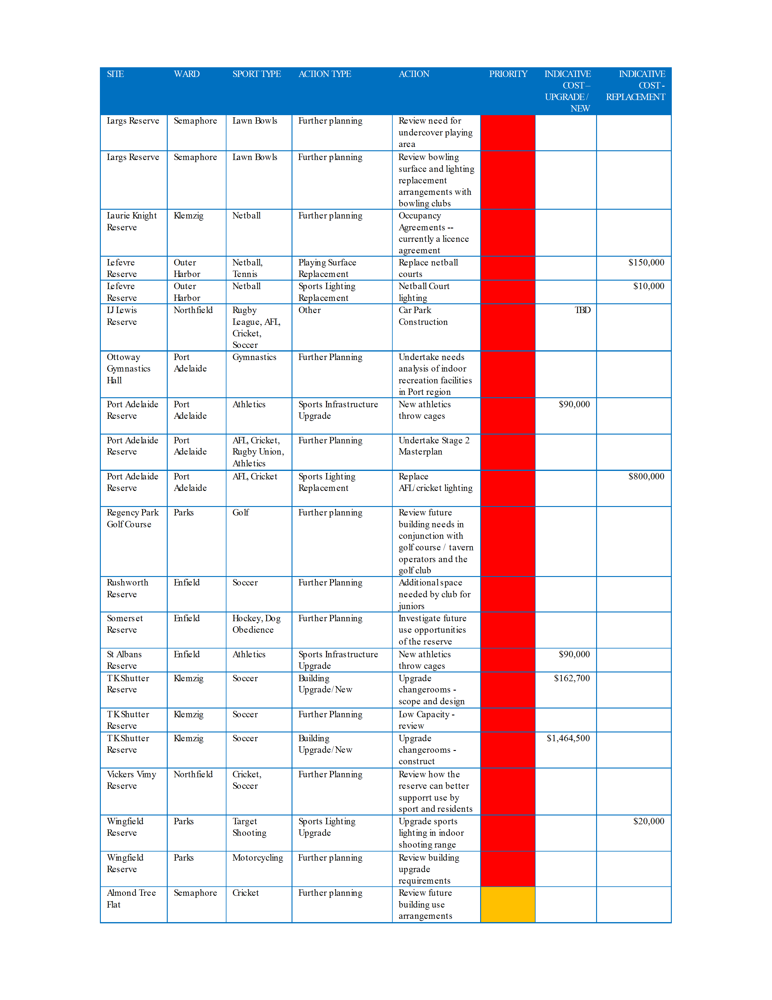 SITE WARD SPORT TYPE ACTION TYPE ACTION PRIORITY INDICATIVE COST – UPGRADE / NEW INDICATIVE COST - REPLACEMENT
Largs Reserve Semaphore Lawn Bowls Further planning Review need for undercover playing area
Largs Reserve Semaphore Lawn Bowls Further planning Review bowling surface and lighting replacement arrangements with bowling clubs
Laurie Knight Reserve Klemzig Netball Further planning Occupancy Agreements -- currently a licence agreement
Lefevre Reserve Outer Harbor Netball, Tennis Playing Surface Replacement Replace netball courts $150,000
Lefevre Reserve Outer Harbor Netball Sports Lighting Replacement Netball Court lighting $10,000
LJ Lewis Reserve Northfield Rugby League, AFL, Cricket, Soccer Other Car Park Construction TBD
Ottoway Gymnastics Hall Port Adelaide Gymnastics Further Planning Undertake needs analysis of indoor recreation facilities in Port region
Port Adelaide Reserve Port Adelaide Athletics Sports Infrastructure Upgrade New athletics throw cages $90,000
Port Adelaide Reserve Port Adelaide AFL, Cricket, Rugby Union, Athletics Further Planning Undertake Stage 2 Masterplan
Port Adelaide Reserve Port Adelaide AFL, Cricket Sports Lighting Replacement Replace AFL/cricket lighting $800,000
Regency Park Golf Course Parks Golf Further planning Review future building needs in conjunction with golf course / tavern operators and the golf club
Rushworth Reserve Enfield Soccer Further Planning Additional space needed by club for juniors
Somerset Reserve Enfield Hockey, Dog Obedience Further Planning Investigate future use opportunities of the reserve
St Albans Reserve Enfield Athletics Sports Infrastructure Upgrade New athletics throw cages $90,000
TK Shutter Reserve Klemzig Soccer Building Upgrade/New Upgrade changerooms - scope and design $162,700
TK Shutter Reserve Klemzig Soccer Further Planning Low Capacity - review
TK Shutter Reserve Klemzig Soccer Building Upgrade/New Upgrade changerooms - construct $1,464,500
Vickers Vimy Reserve Northfield Cricket, Soccer Further Planning Review how the reserve can better supporrt use by sport and residents
Wingfield Reserve Parks Target Shooting Sports Lighting Upgrade Upgrade sports lighting in indoor shooting range $20,000
Wingfield Reserve Parks Motorcycling Further planning Review building upgrade requirements
Almond Tree Flat Semaphore Cricket Further planning Review future building use arrangements